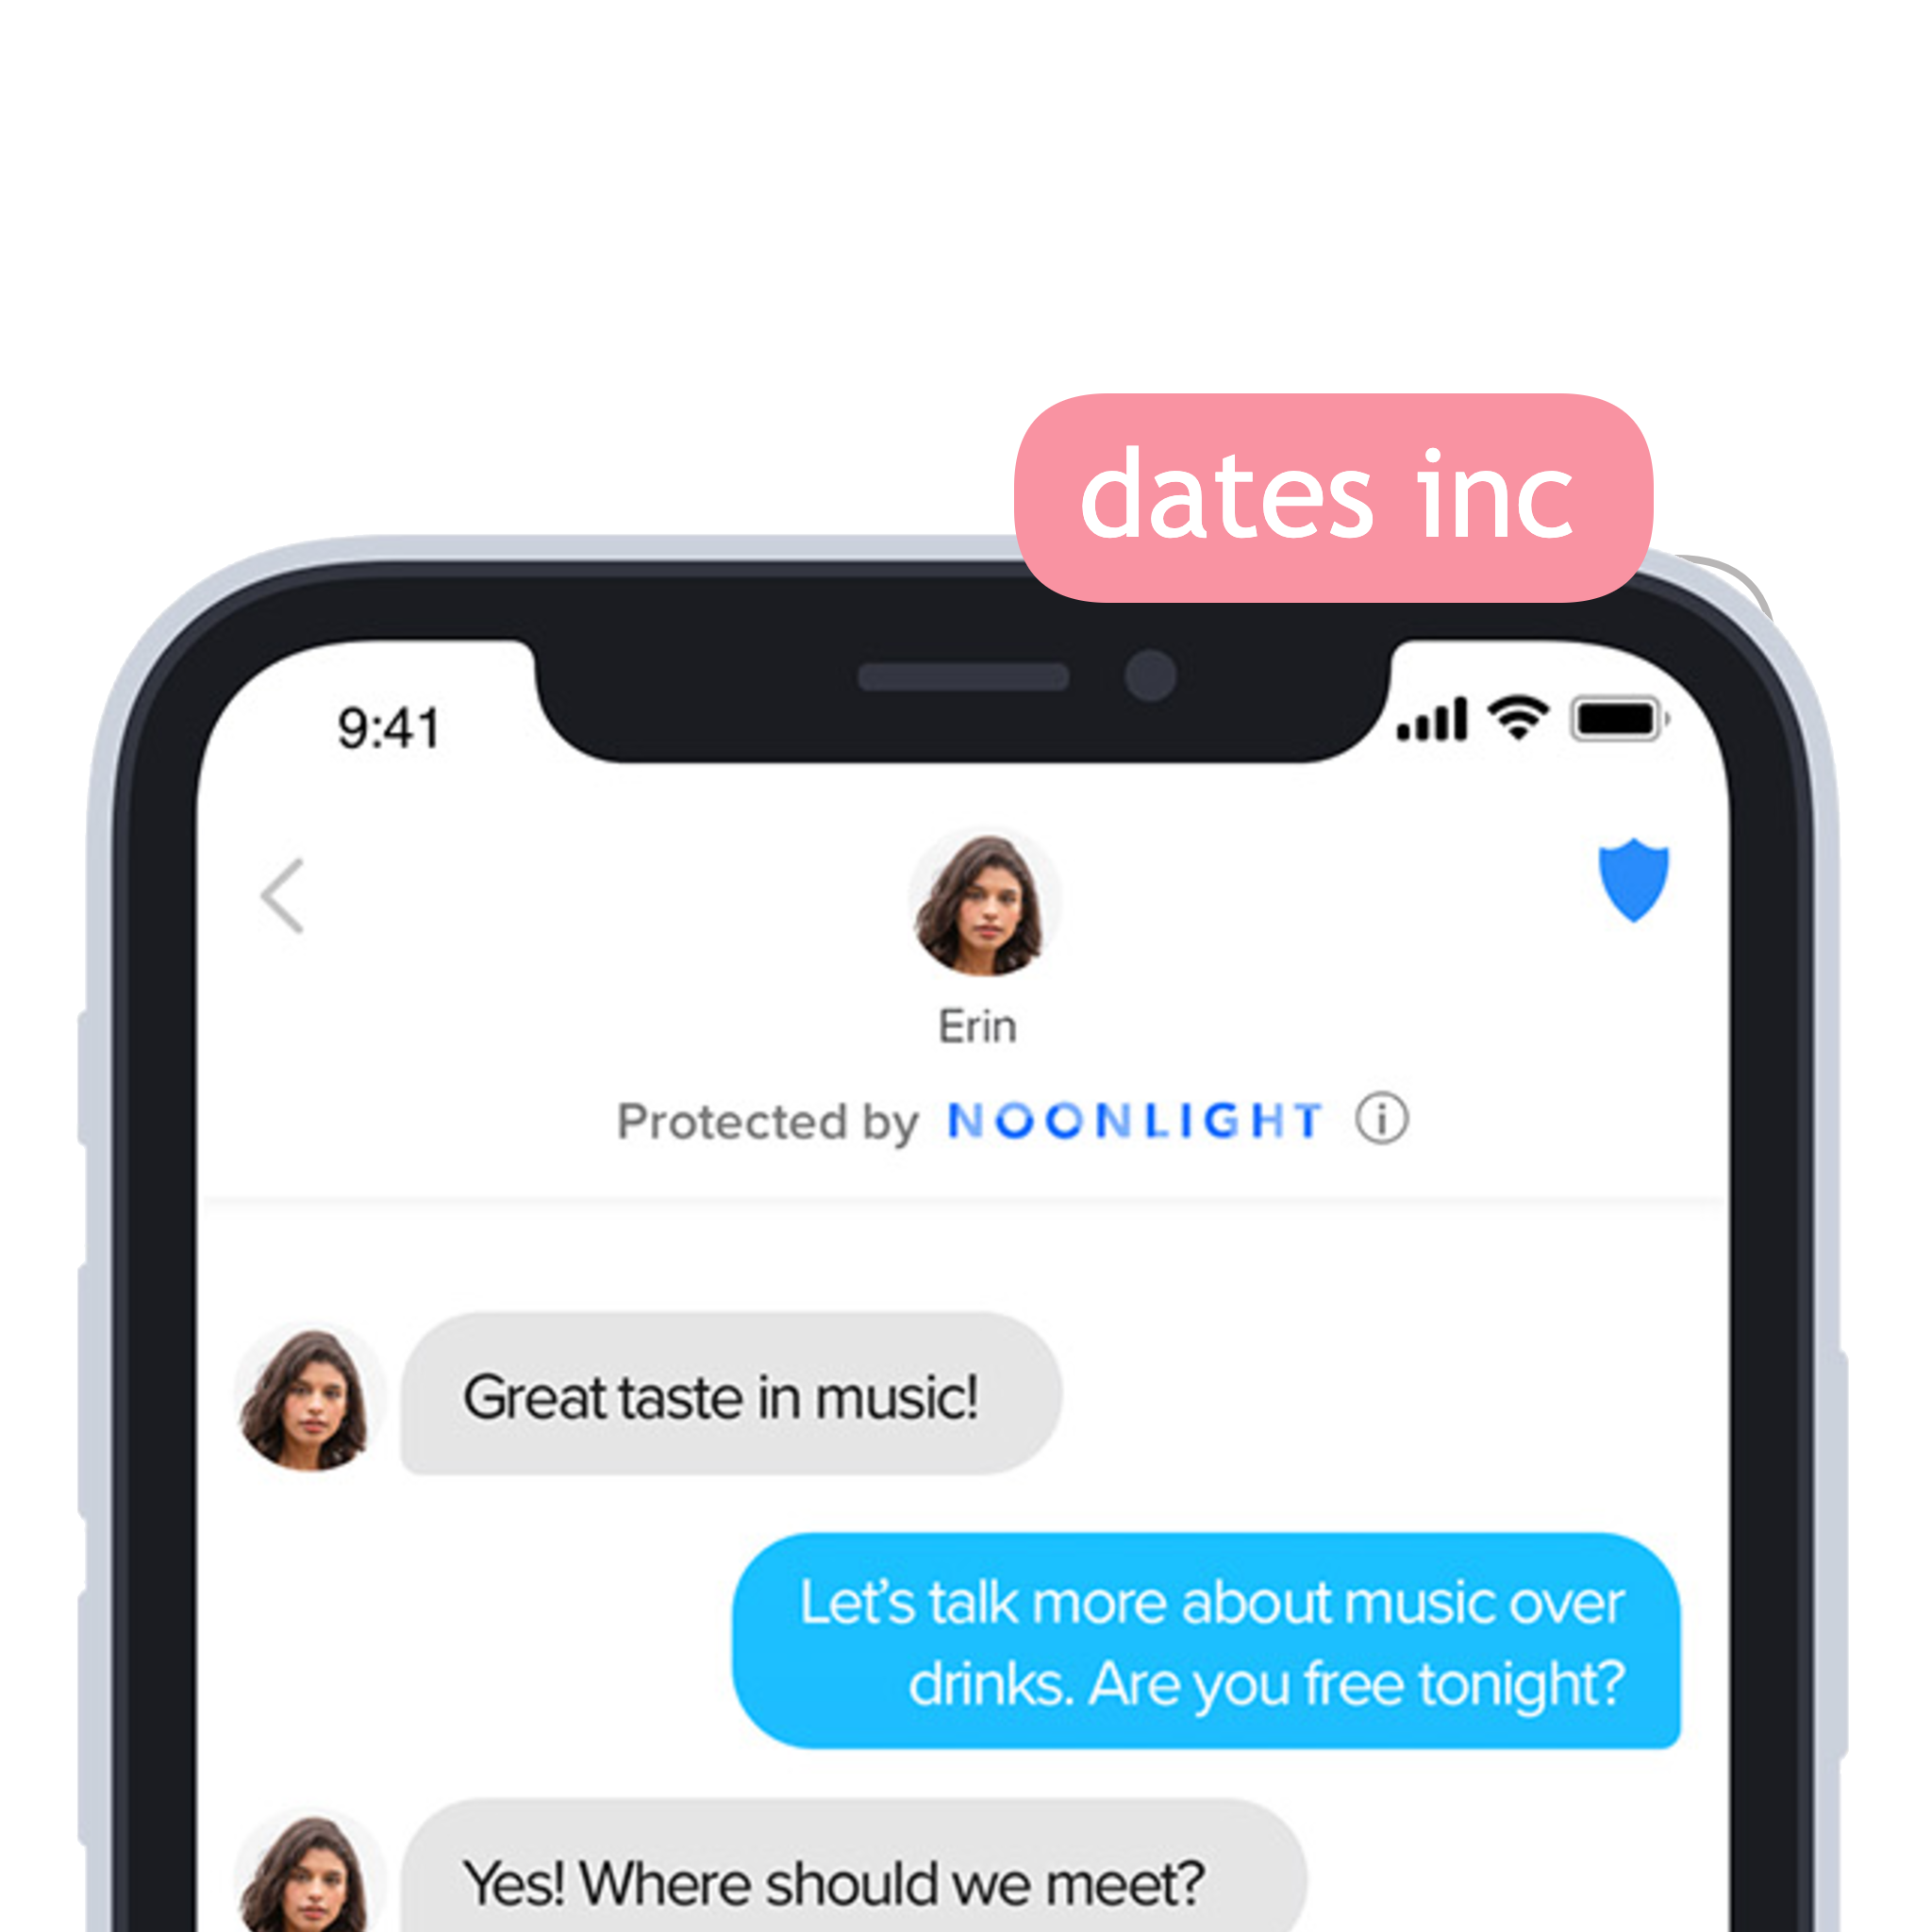 dates inc
9:41
Erin
Protected by NOONLIGHT
Great taste in music!
Let’s talk more about music over
drinks. Are you free tonight?
Yes! Where should we meet?